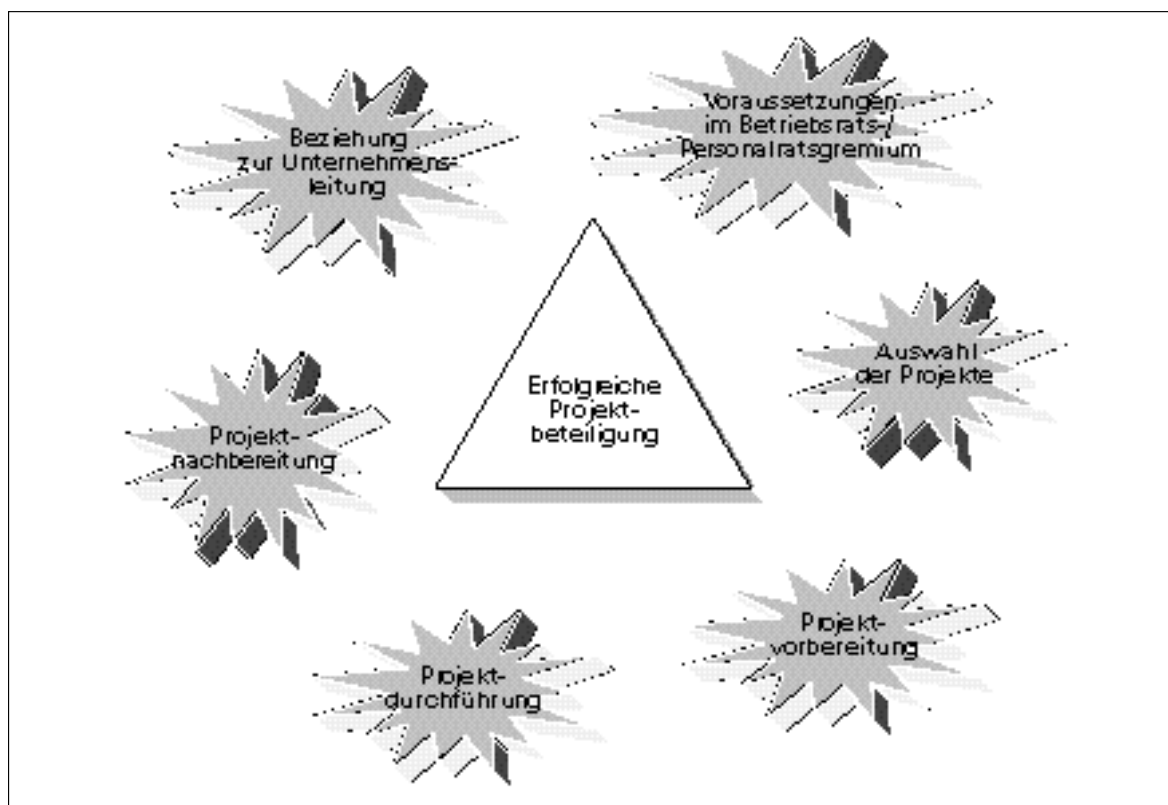 Beziehung
zur Unternehmens-
leitung
Voraussetzungen
im Betriebsrats-/
Personalratsgremium
Auswahl
der Projekte
Erfolgreiche
Projekt-
beteiligung
Projekt-
nachbereitung
Projekt-
vorbereitung
Projekt-
durchführung